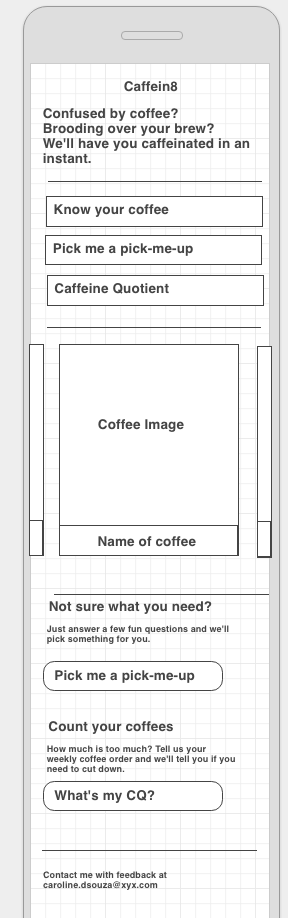 Caffein8
Confused by coffee?
Brooding over your brew?
We'll have you caffeinated in an
instant.
Know your coffee
Pick me a pick-me-up
Caffeine Quotient
Coffee Image
Name of coffee
Not sure what you need?
Just answer a few fun questions and we'll
pick something for you.
Pick me a pick-me-up
Count your coffees
How much is too much? Tell us your
weekly coffee order and we'll tell you if you
need to cut down.
What's my CQ?
Contact me with feedback at
caroline.dsouza@xyx.com